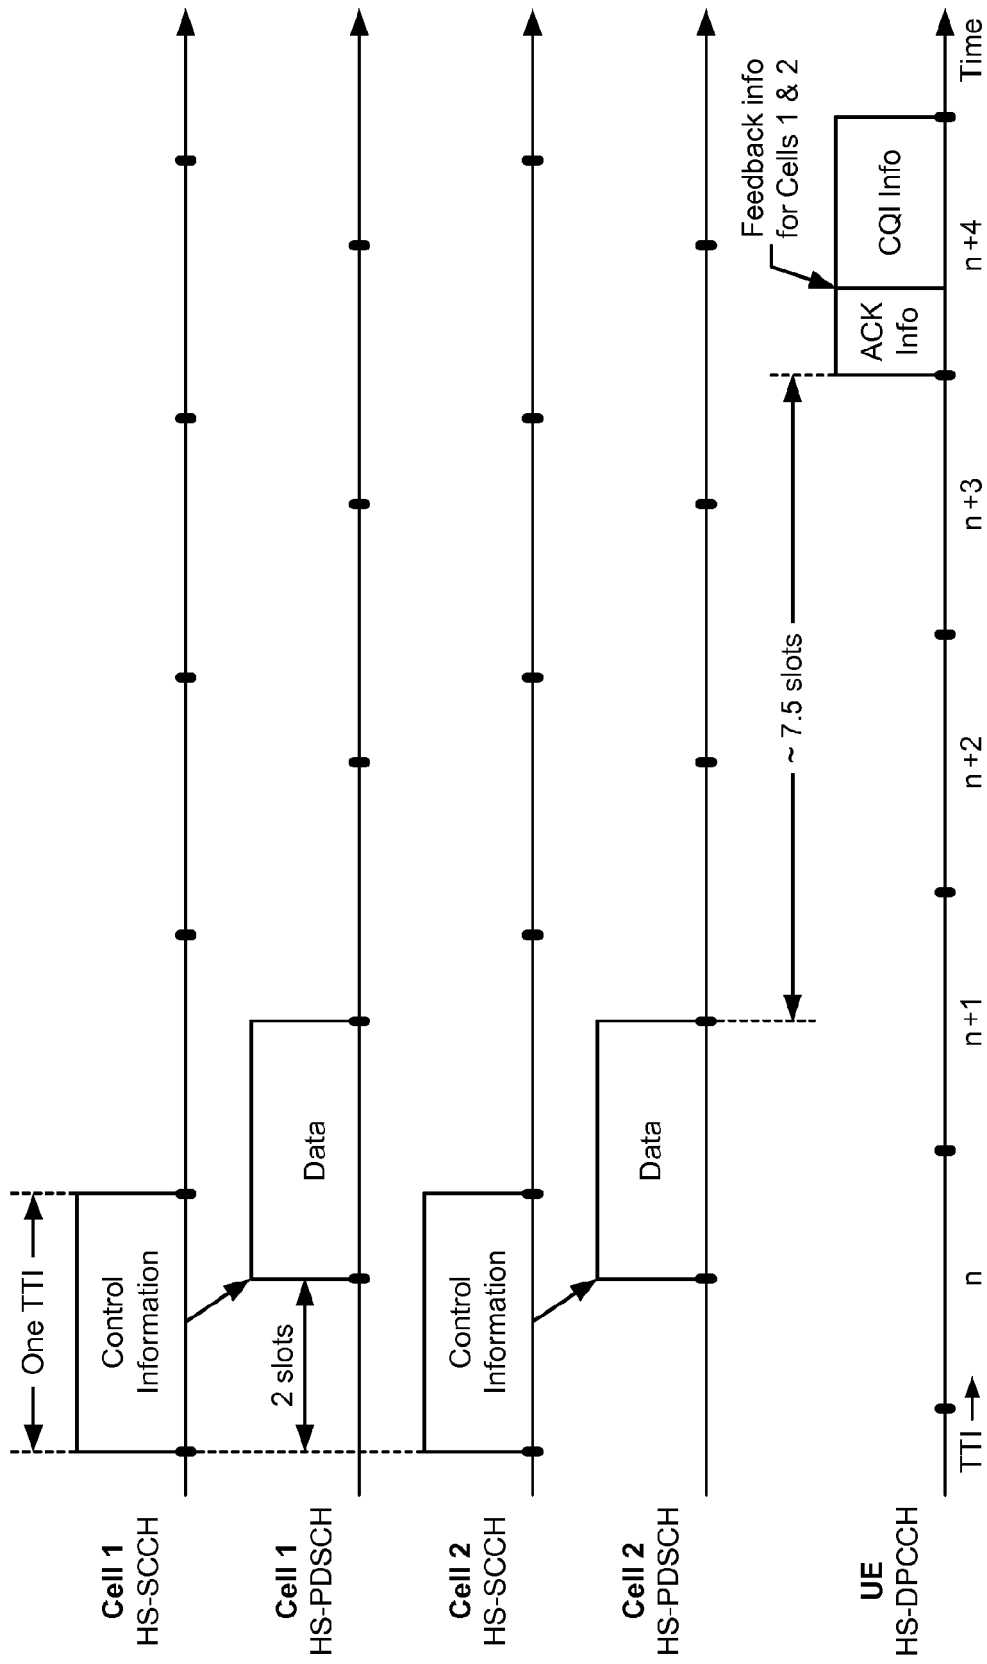 One TTI
Cell 1
HS-SCCH
Control
Information
Cell 1
HS-PDSCH
2 slots
Data
Cell 2
HS-SCCH
Control
Information
Cell 2
HS-PDSCH
Data
~ 7.5 slots
Feedback info
for Cells 1 & 2
UE
HS-DPCCH
ACK
Info
CQI Info
TTI
n
n+1
n+2
n+3
n+4
Time